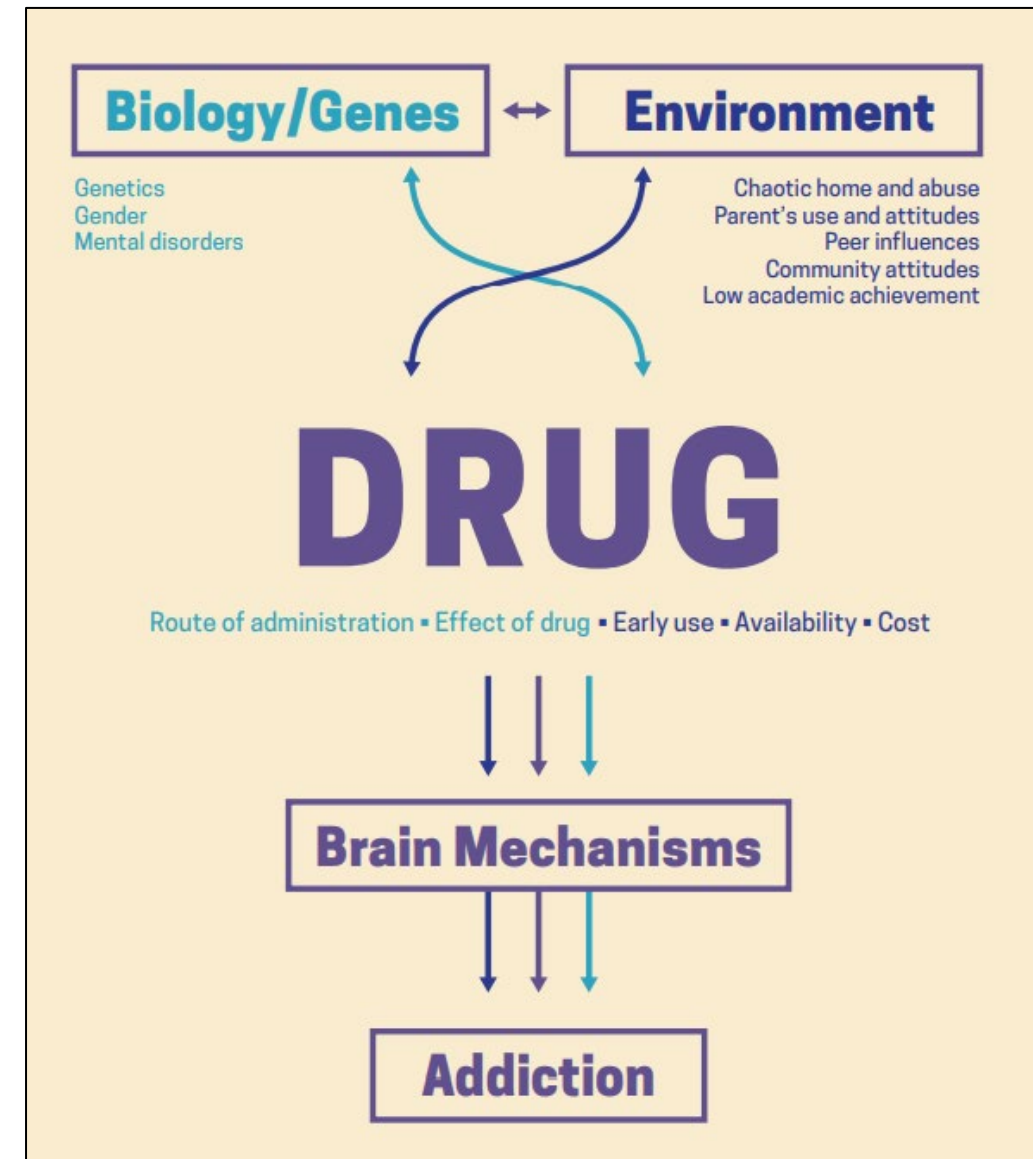 Biology/Genes
Environment
Genetics
Gender
Mental disorders
Chaotic home and abuse
Parent's use and attitudes
Peer influences
Community attitudes
Low academic achievement
DRUG
Route of administration ▪ Effect of drug ▪ Early use ▪ Availability ▪ Cost
Brain Mechanisms
Addiction